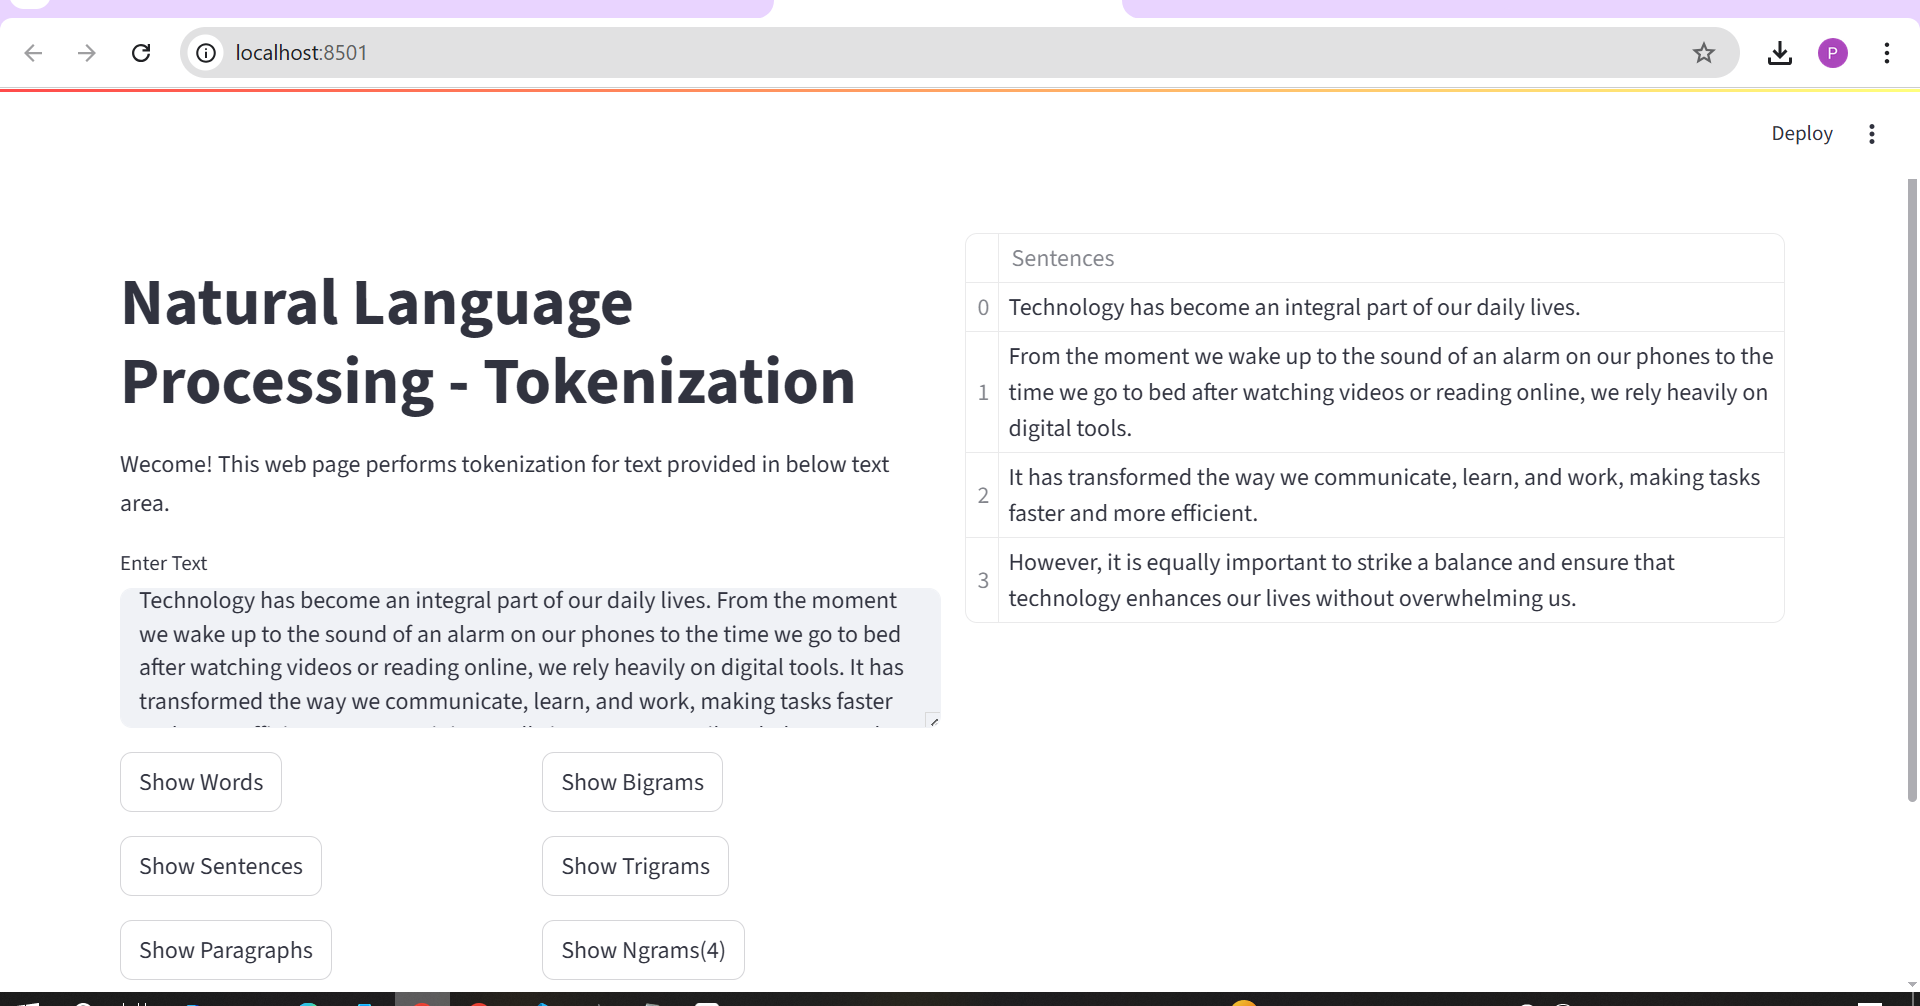 localhost:8501
P
Deploy
Natural Language
Processing - Tokenization
Wecome! This web page performs tokenization for text provided in below text
area.
Enter Text
Technology has become an integral part of our daily lives. From the moment
we wake up to the sound of an alarm on our phones to the time we go to bed
after watching videos or reading online, we rely heavily on digital tools. It has
transformed the way we communicate, learn, and work, making tasks faster
Show Words
Show Bigrams
Show Sentences
Show Trigrams
Show Paragraphs
Show Ngrams(4)
Sentences
0 Technology has become an integral part of our daily lives.
From the moment we wake up to the sound of an alarm on our phones to the
1 time we go to bed after watching videos or reading online, we rely heavily on
digital tools.
2 It has transformed the way we communicate, learn, and work, making tasks
faster and more efficient.
3 However, it is equally important to strike a balance and ensure that
technology enhances our lives without overwhelming us.